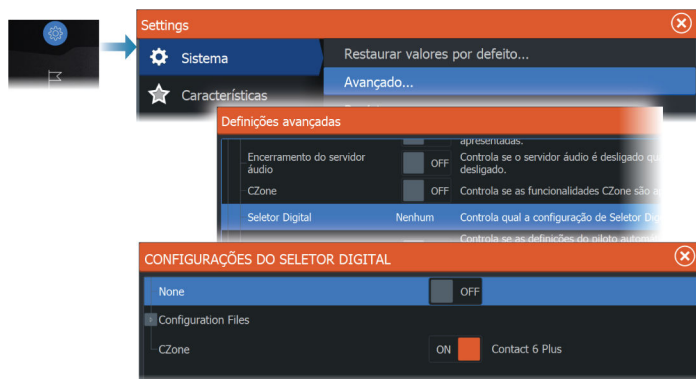 Settings
Sistema
Restaurar valores por defeito...
Avançado...
Características
Definições avançadas
apresentadas.
Encerramento do servidor
áudio
OFF
Controla se o servidor áudio é desligado
desligado.
CZone
OFF
Controla se as funcionalidades CZone são
Seletor Digital
Nenhum
Controla qual a configuração de Seletor
Controla se as definições do piloto
CONFIGURAÇÕES DO SELETOR DIGITAL
None
OFF
Configuration Files
CZone
ON
Contact 6 Plus